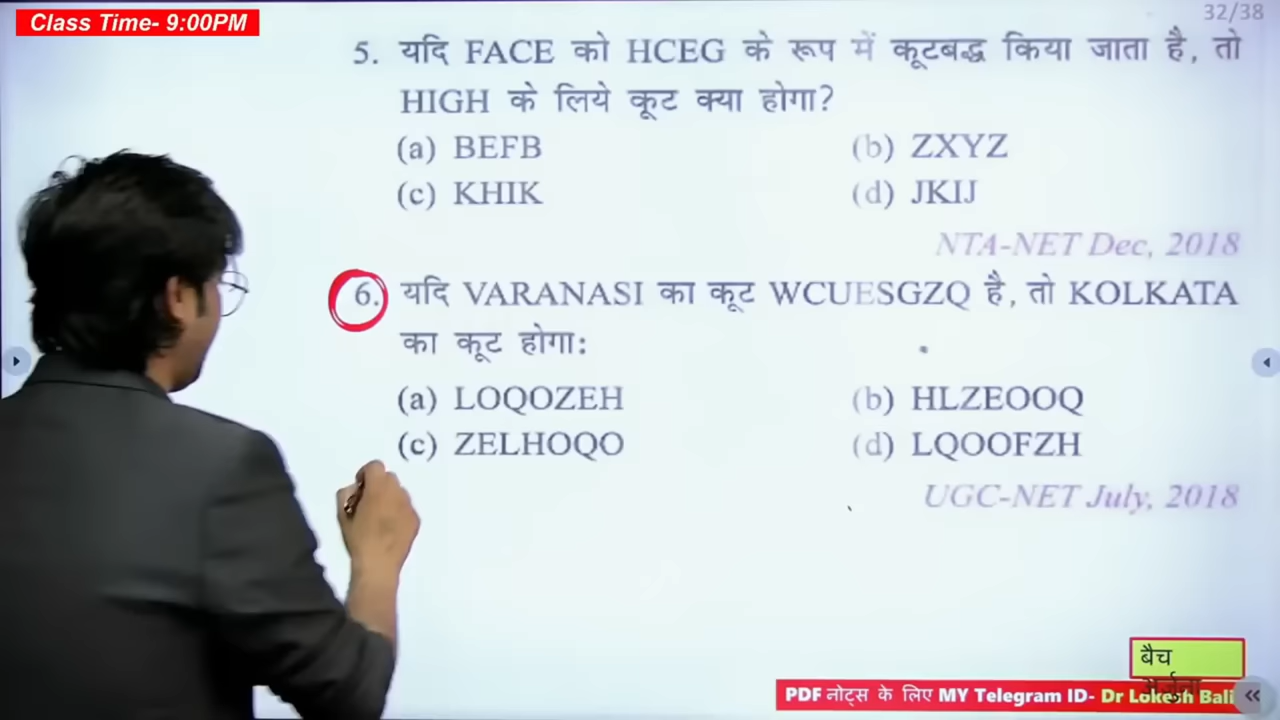 Class Time- 9:00PM
32/38
5. यदि FACE को HCEG के रूप में कूटबद्ध किया जाता है, तो
HIGH के लिये कूट क्या होगा?
(a) BEFB (b) ZXYZ
(c) KHIK (d) JKIJ
NTA-NET Dec, 2018
6. यदि VARANASI का कूट WCUESGZQ है, तो KOLKATA
का कूट होगा:
(a) LOQOZEH (b) HLZEOOQ
(c) ZELHOQO (d) LQOOFZH
UGC-NET July, 2018
बैच
PDF नोट्स के लिए MY Telegram ID- Dr Lokesh Bali